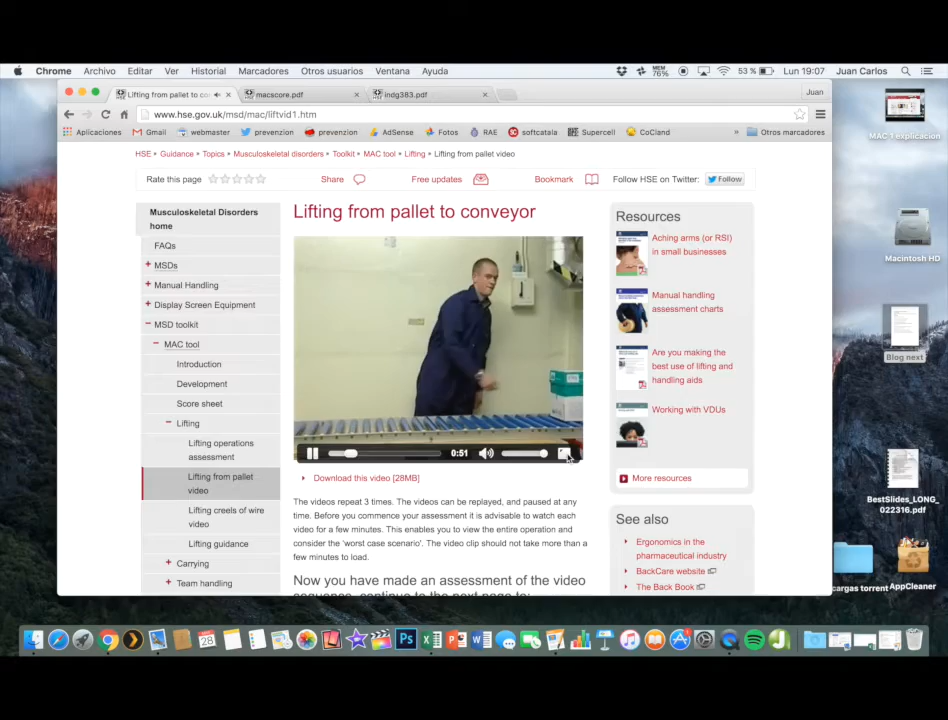 Chrome Archivo Editar Ver Historial Marcadores Otros usuarios Ventana Ayuda MEM 76% 53 % Lun 19:07 Juan Carlos
Lifting from pallet to co macscore.pdf indg383.pdf Juan
www.hse.gov.uk/msd/mac/liftvid1.htm
Aplicaciones Gmail webmaster prevenzion prevenzion AdSense Fotos RAE softcatala Supercell CoCland » Otros marcadores
HSE Guidance Topics Musculoskeletal disorders Toolkit MAC tool Lifting Lifting from pallet video
Rate this page Share Free updates Bookmark Follow HSE on Twitter: Follow
Musculoskeletal Disorders
home
FAQs
MSDs
Manual Handling
Display Screen Equipment
MSD toolkit
MAC tool
Introduction
Development
Score sheet
Lifting
Lifting operations
assessment
Lifting from pallet
video
Lifting creels of wire
video
Lifting guidance
Carrying
Team handling
Lifting from pallet to conveyor
0:51
Download this video [28MB]
The videos repeat 3 times. The videos can be replayed, and paused at any
time. Before you commence your assessment it is advisable to watch each
video for a few minutes. This enables you to view the entire operation and
consider the 'worst case scenario'. The video clip should not take more than a
few minutes to load.
Now you have made an assessment of the video
sequence, continue to the next page to:
Resources
Aching arms (or RSI)
in small businesses
Manual handling
assessment charts
Are you making the
best use of lifting and
handling aids
Working with VDUs
More resources
See also
Ergonomics in the
pharmaceutical industry
BackCare website
The Back Book
MAC 1 explicacion
Macintosh HD
Blog next
BestSlides_LONG_
022316.pdf
cargas torrent
AppCleaner
28